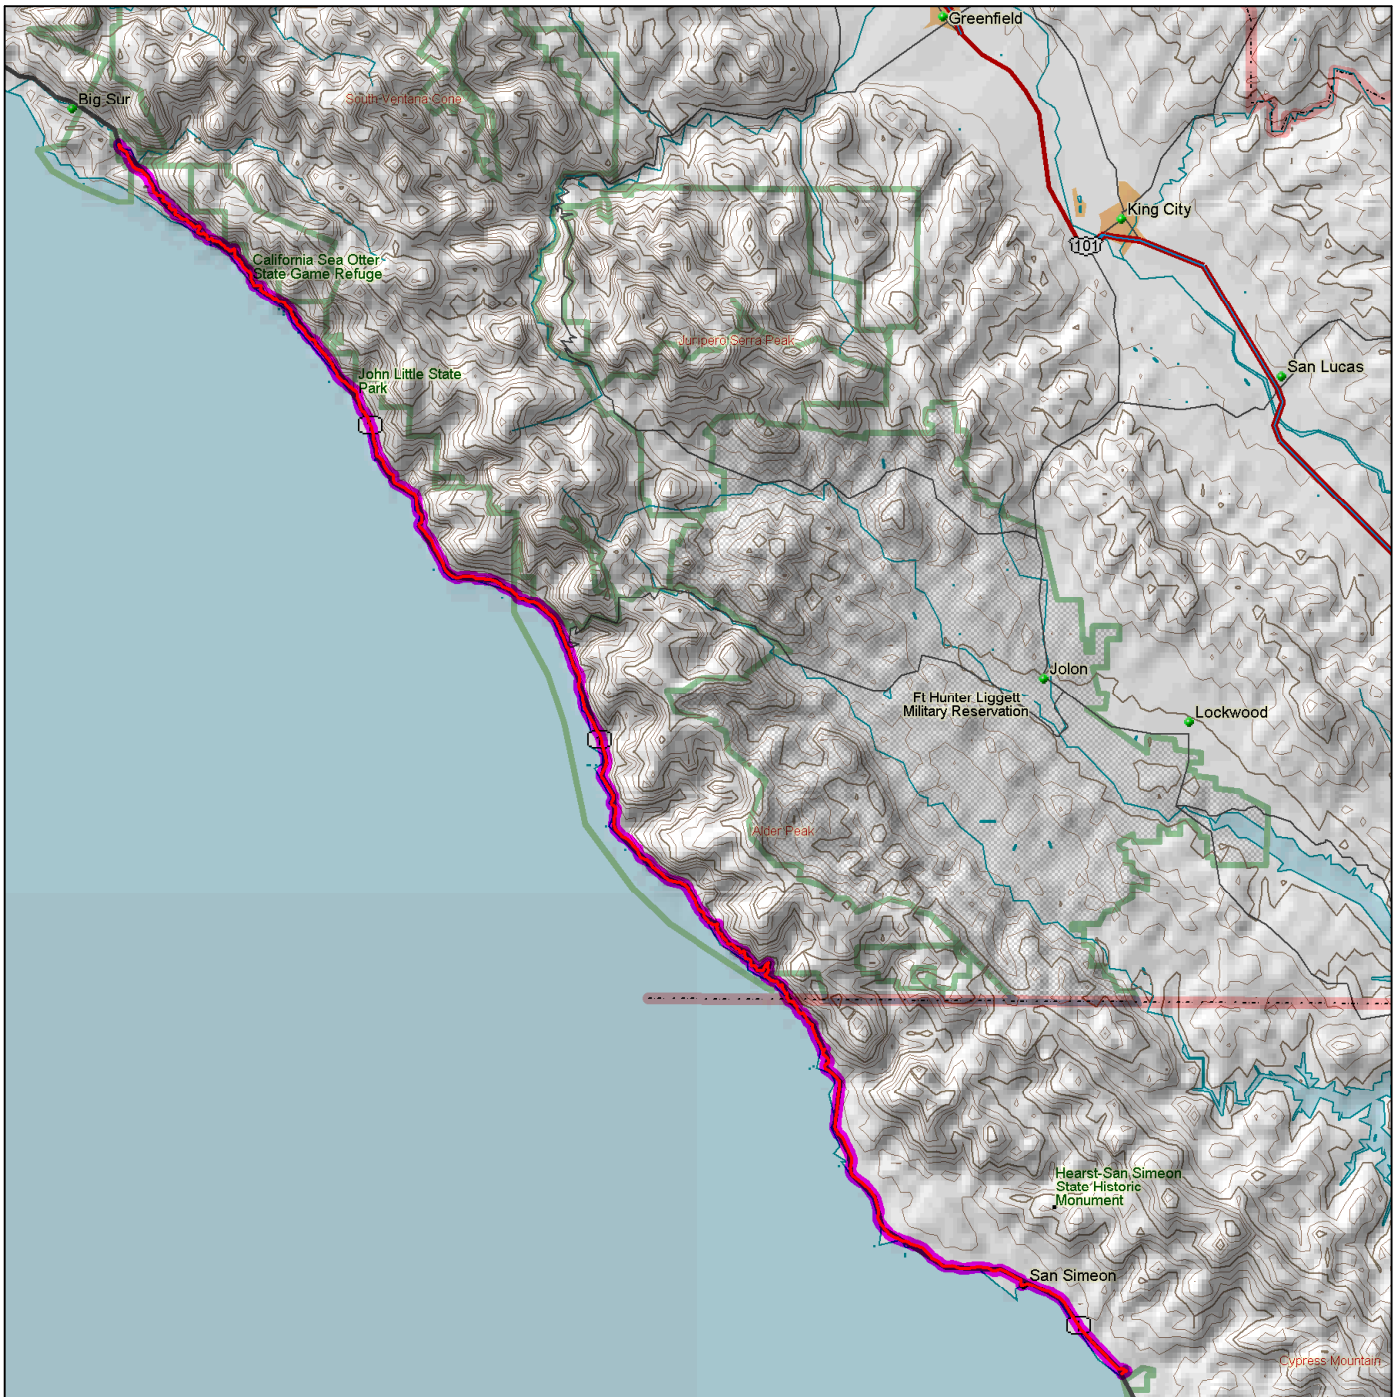 Greenfield
Big Sur
South Ventana Cone
King City
101
California Sea Otter
State Game Refuge
Junipero Serra Peak
San Lucas
John Little State
Park
Jolon
Ft Hunter Liggett
Military Reservation
Lockwood
Alder Peak
Hearst-San Simeon
State Historic
Monument
San Simeon
Cypress Mountain